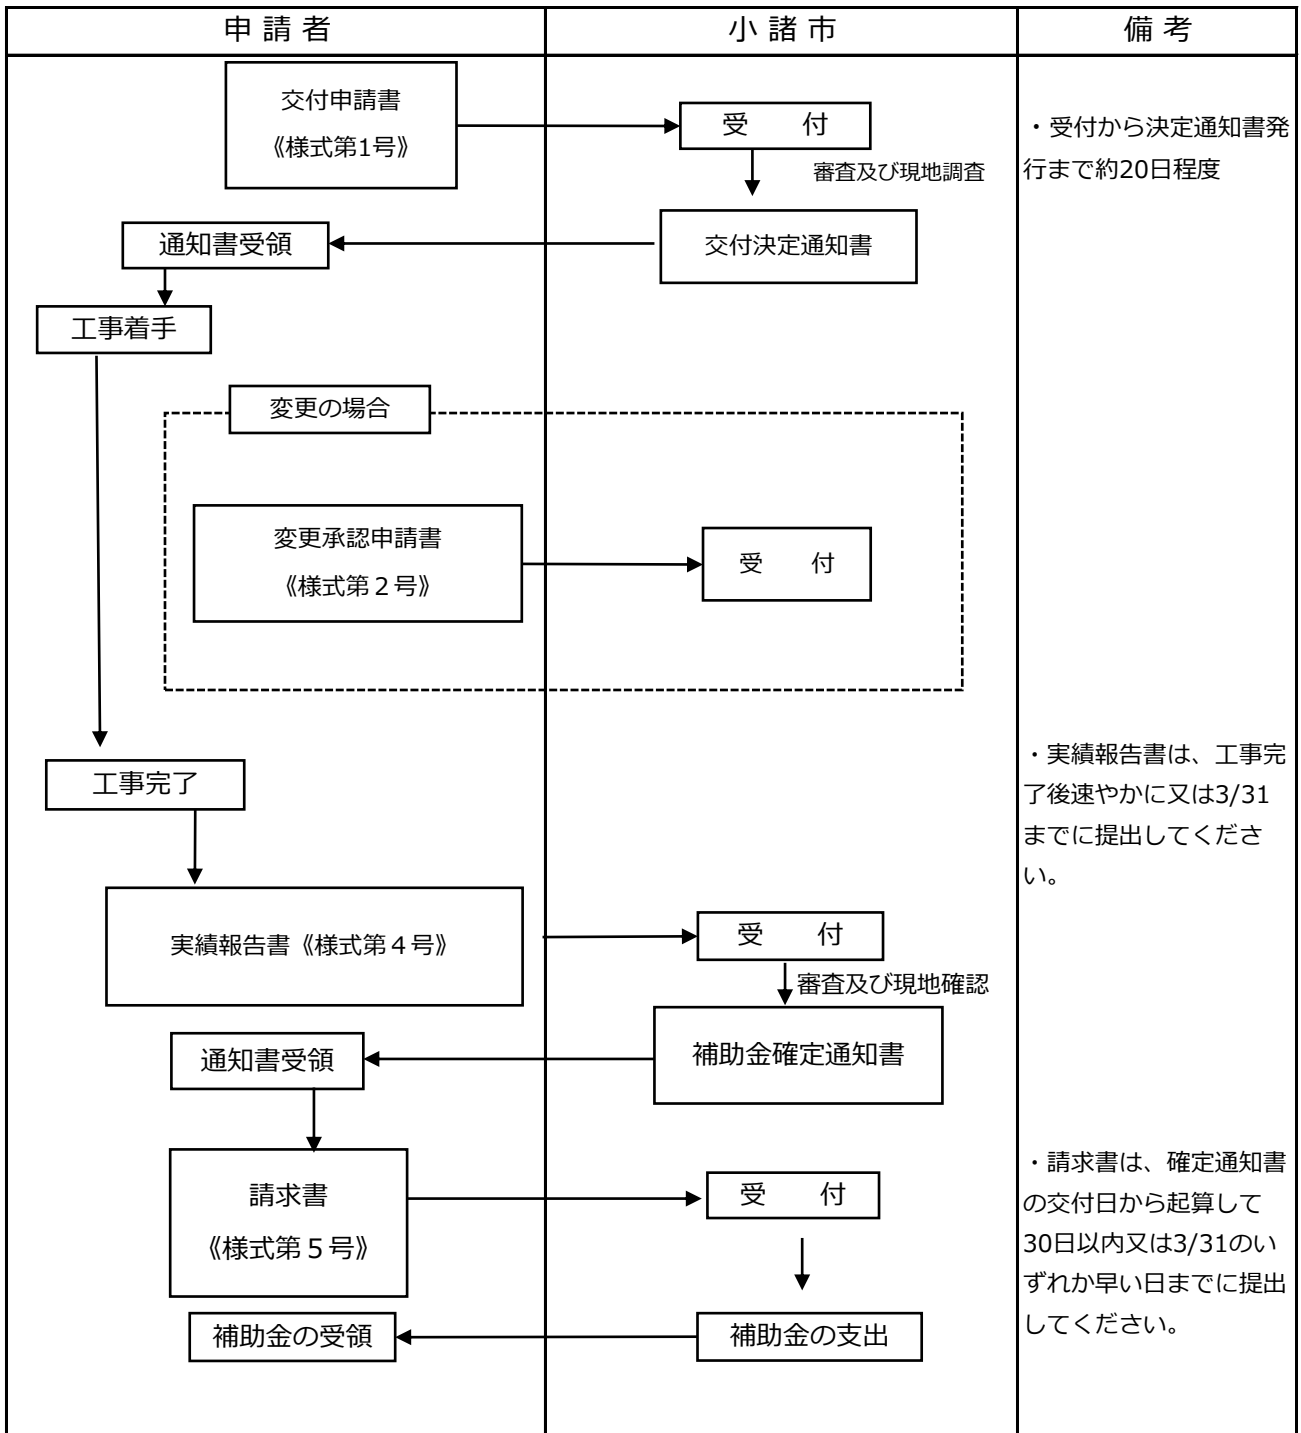 申 請 者
小 諸 市
備 考
交付申請書
《様式第1号》
受　　付
・受付から決定通知書発
行まで約20日程度
審査及び現地調査
通知書受領
交付決定通知書
工事着手
変更の場合
変更承認申請書
《様式第２号》
受　　付
工事完了
・実績報告書は、工事完
了後速やかに又は3/31
までに提出してくださ
い。
実績報告書《様式第４号》
受　　付
審査及び現地確認
通知書受領
補助金確定通知書
請求書
《様式第５号》
受　　付
・請求書は、確定通知書
の交付日から起算して
30日以内又は3/31のい
ずれか早い日までに提出
してください。
補助金の受領
補助金の支出